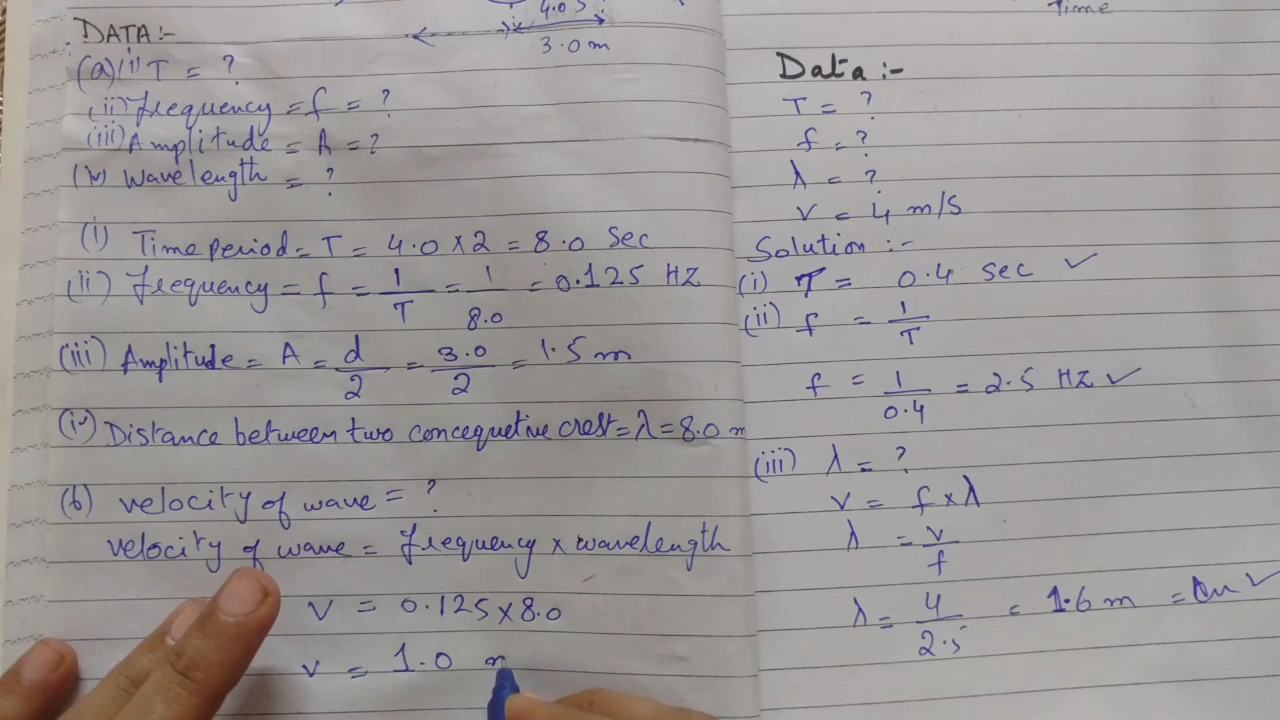 4.0 S
3.0 m
DATA:-
(a)(i) T = ?
(ii) frequency = f = ?
(iii) Amplitude = A = ?
(iv) wavelength = ?
(i) Time period = T = 4.0 x 2 = 8.0 Sec
(ii) frequency = f = 1/T = 1/8.0 = 0.125 HZ
(iii) Amplitude = A = d/2 = 3.0/2 = 1.5 m
(iv) Distance between two concequetive crest = λ = 8.0 m
(b) velocity of wave = ?
velocity of wave = frequency x wavelength
v = 0.125 x 8.0
v = 1.0
Time
Data :-
T = ?
f = ?
λ = ?
v = 4 m/s
Solution :-
(i) T = 0.4 sec ✓
(ii) f = 1/T
f = 1/0.4 = 2.5 HZ ✓
(iii) λ = ?
v = f x λ
λ = v/f
λ = 4/2.5 = 1.6 m =